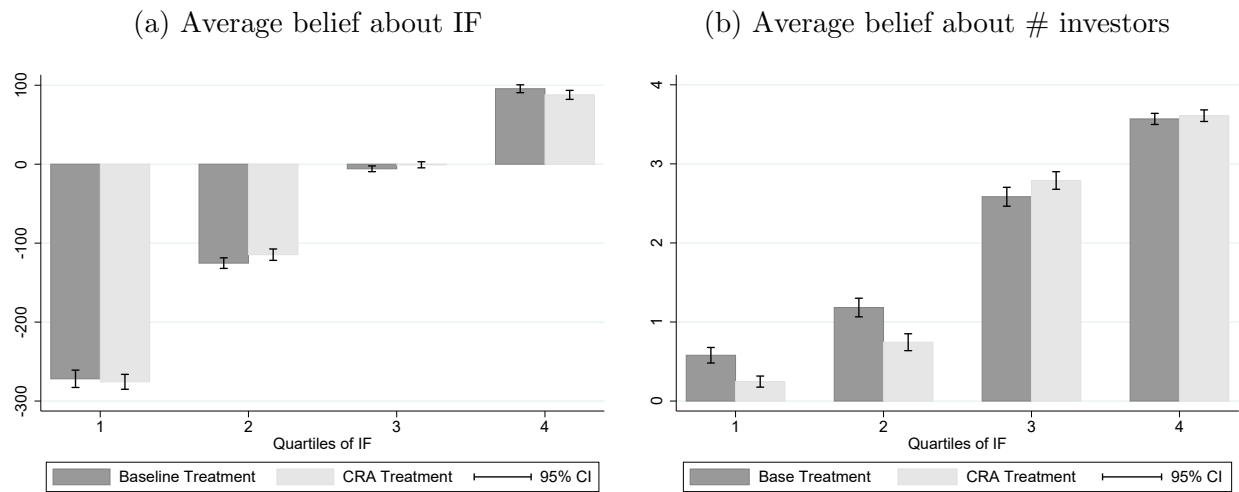 (a) Average belief about IF
100
0
-100
-200
-300
1 2 3 4
Quartiles of IF
Baseline Treatment CRA Treatment 95% CI
(b) Average belief about # investors
4
3
2
1
0
1 2 3 4
Quartiles of IF
Base Treatment CRA Treatment 95% CI